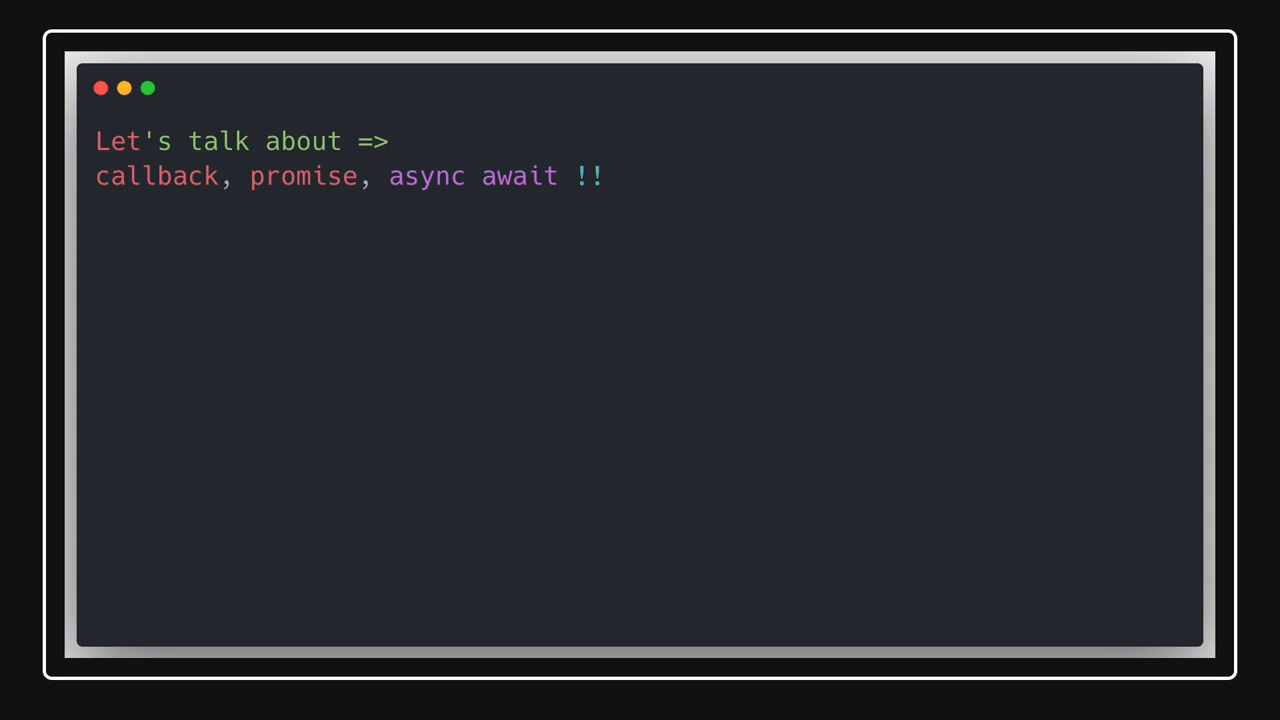 Let's talk about =>
callback, promise, async await !!